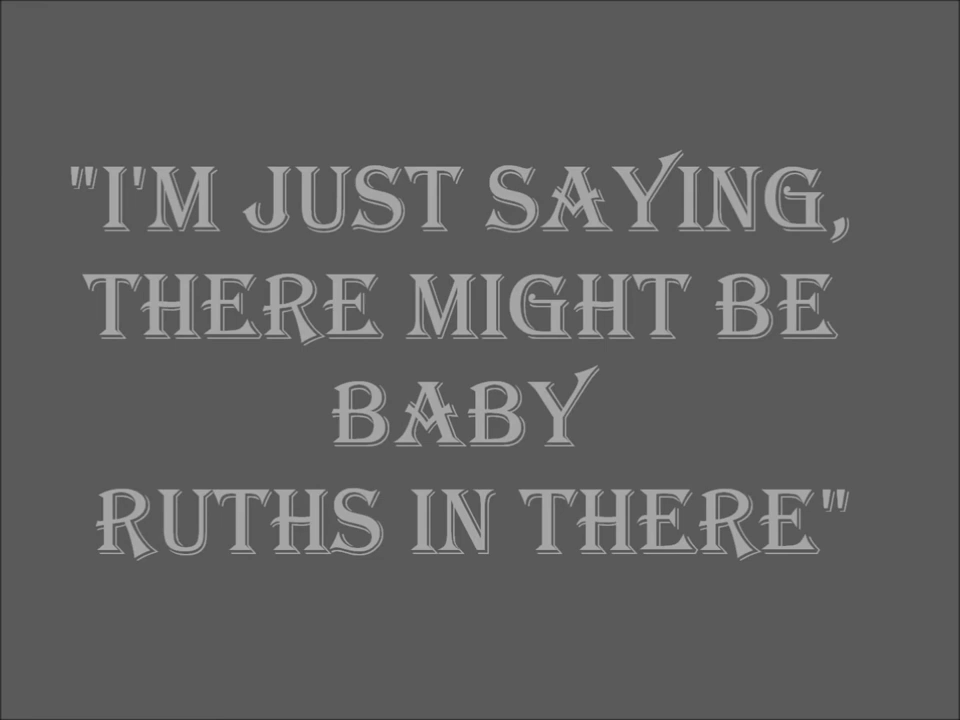 "I'M JUST SAYING,
THERE MIGHT BE
BABY
RUTHS IN THERE"